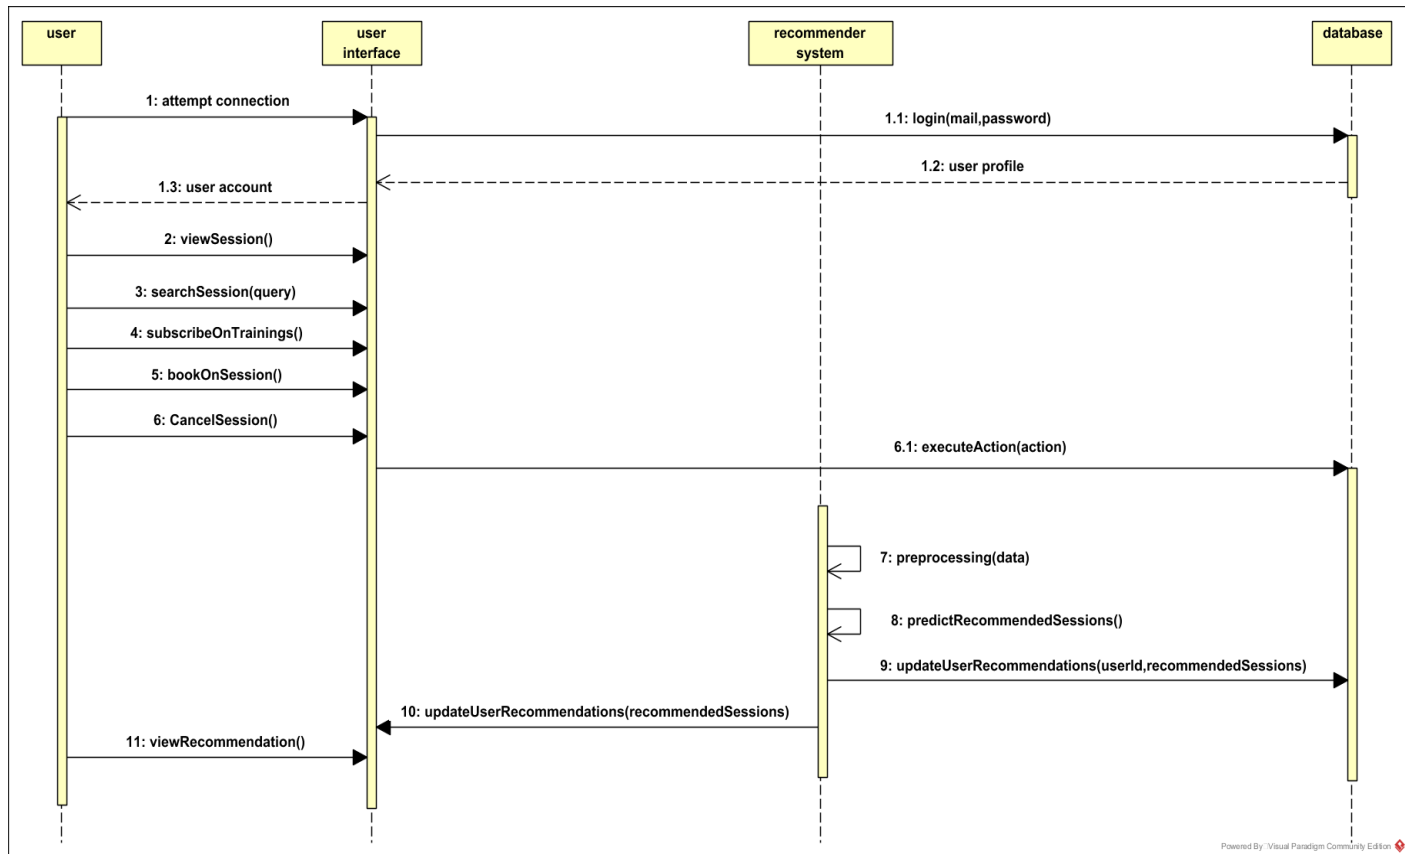 user
user
interface
recommender
system
database
1: attempt connection
1.1: login(mail,password)
1.2: user profile
1.3: user account
2: viewSession()
3: searchSession(query)
4: subscribeOnTrainings()
5: bookOnSession()
6: CancelSession()
6.1: executeAction(action)
7: preprocessing(data)
8: predictRecommendedSessions()
9: updateUserRecommendations(userId,recommendedSessions)
10: updateUserRecommendations(recommendedSessions)
11: viewRecommendation()
Powered By Visual Paradigm Community Edition